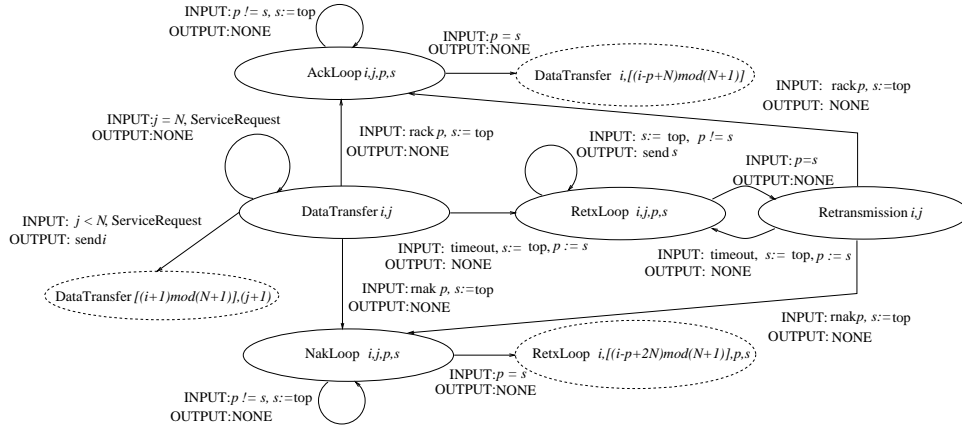 INPUT: p != s, s:= top
OUTPUT:NONE
INPUT: p = s
OUTPUT:NONE
AckLoop i,j,p,s
DataTransfer i,[(i-p+N)mod(N+1)]
INPUT: rack p, s:=top
OUTPUT: NONE
INPUT: j = N, ServiceRequest
OUTPUT:NONE
INPUT: rack p, s:= top
OUTPUT:NONE
INPUT: s:= top, p != s
OUTPUT: send s
INPUT: p=s
OUTPUT:NONE
INPUT: j < N, ServiceRequest
OUTPUT: send i
DataTransfer i,j
RetxLoop i,j,p,s
Retransmission i,j
INPUT: timeout, s:= top, p := s
OUTPUT: NONE
INPUT: timeout, s:= top, p := s
OUTPUT: NONE
DataTransfer [(i+1)mod(N+1)],(j+1)
INPUT: rnak p, s:=top
OUTPUT:NONE
INPUT: rnak p, s:=top
OUTPUT: NONE
NakLoop i,j,p,s
RetxLoop i,[(i-p+2N)mod(N+1)],p,s
INPUT: p = s
OUTPUT:NONE
INPUT: p != s, s:=top
OUTPUT:NONE